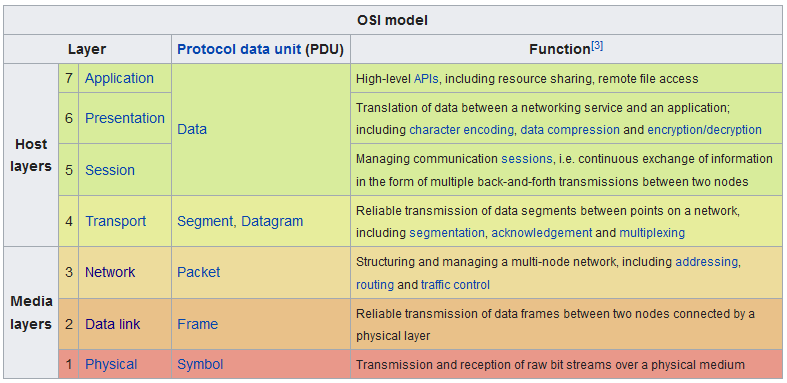 OSI model
Layer Protocol data unit (PDU) Function[3]
Host
layers
7 Application Data High-level APIs, including resource sharing, remote file access
6 Presentation Translation of data between a networking service and an application;
including character encoding, data compression and encryption/decryption
5 Session Managing communication sessions, i.e. continuous exchange of information
in the form of multiple back-and-forth transmissions between two nodes
4 Transport Segment, Datagram Reliable transmission of data segments between points on a network,
including segmentation, acknowledgement and multiplexing
Media
layers
3 Network Packet Structuring and managing a multi-node network, including addressing,
routing and traffic control
2 Data link Frame Reliable transmission of data frames between two nodes connected by a
physical layer
1 Physical Symbol Transmission and reception of raw bit streams over a physical medium